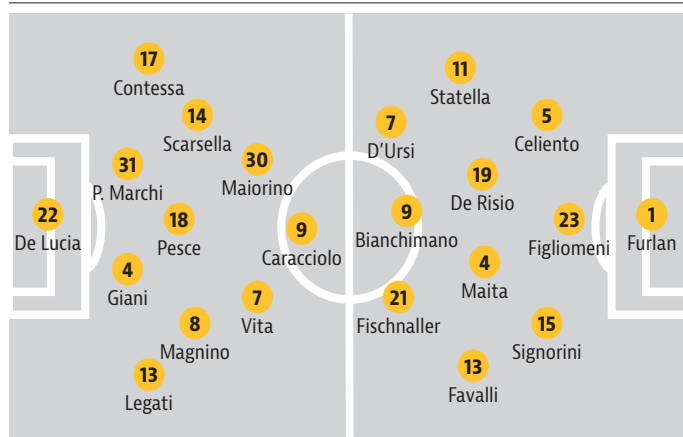 17
Contessa
14
Scarsella
31
P. Marchi
30
Maiorino
22
De Lucia
18
Pesce
9
Caracciolo
4
Giani
7
Vita
8
Magnino
13
Legati
11
Statella
7
D'Ursi
5
Celiento
19
De Risio
9
Bianchimano
23
Figliomeni
1
Furlan
4
Maita
21
Fischnaller
15
Signorini
13
Favalli